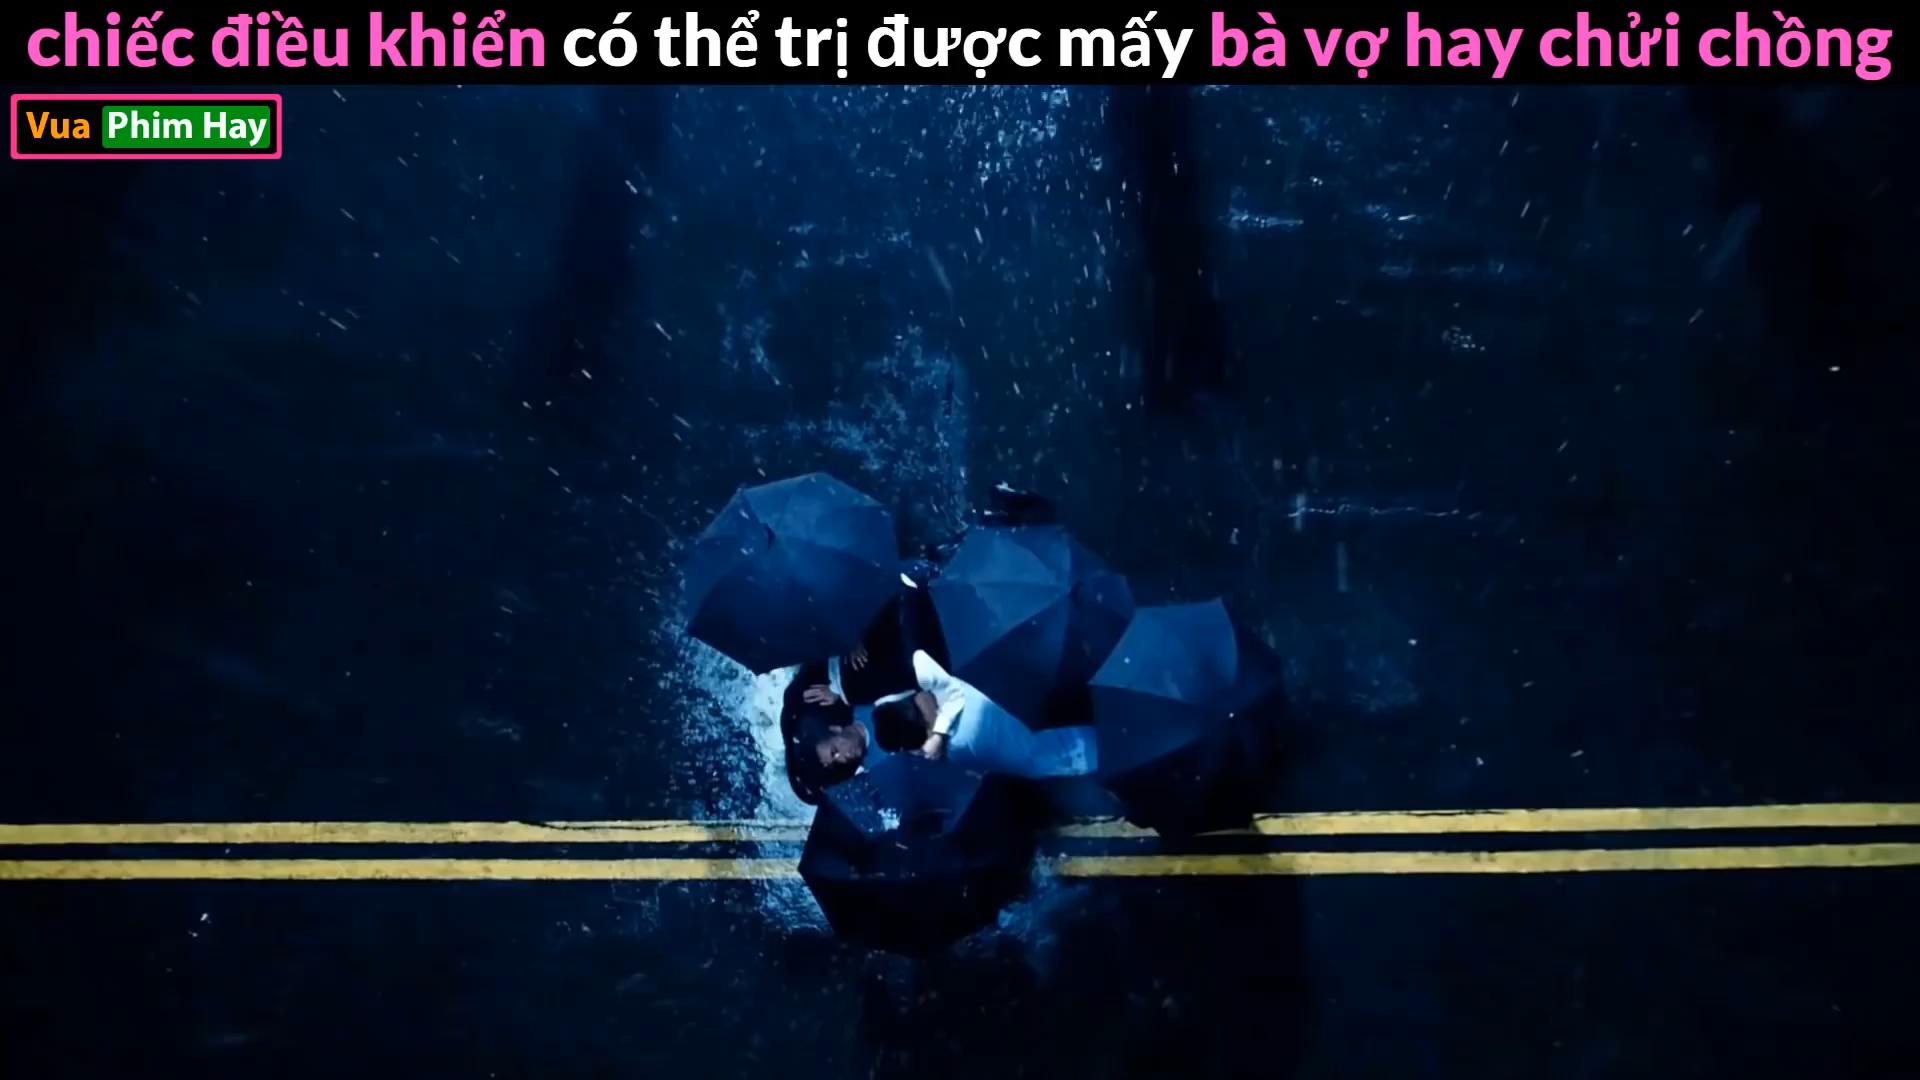 chiếc điều khiển có thể trị được mấy bà vợ hay chửi chồng
Vua Phim Hay